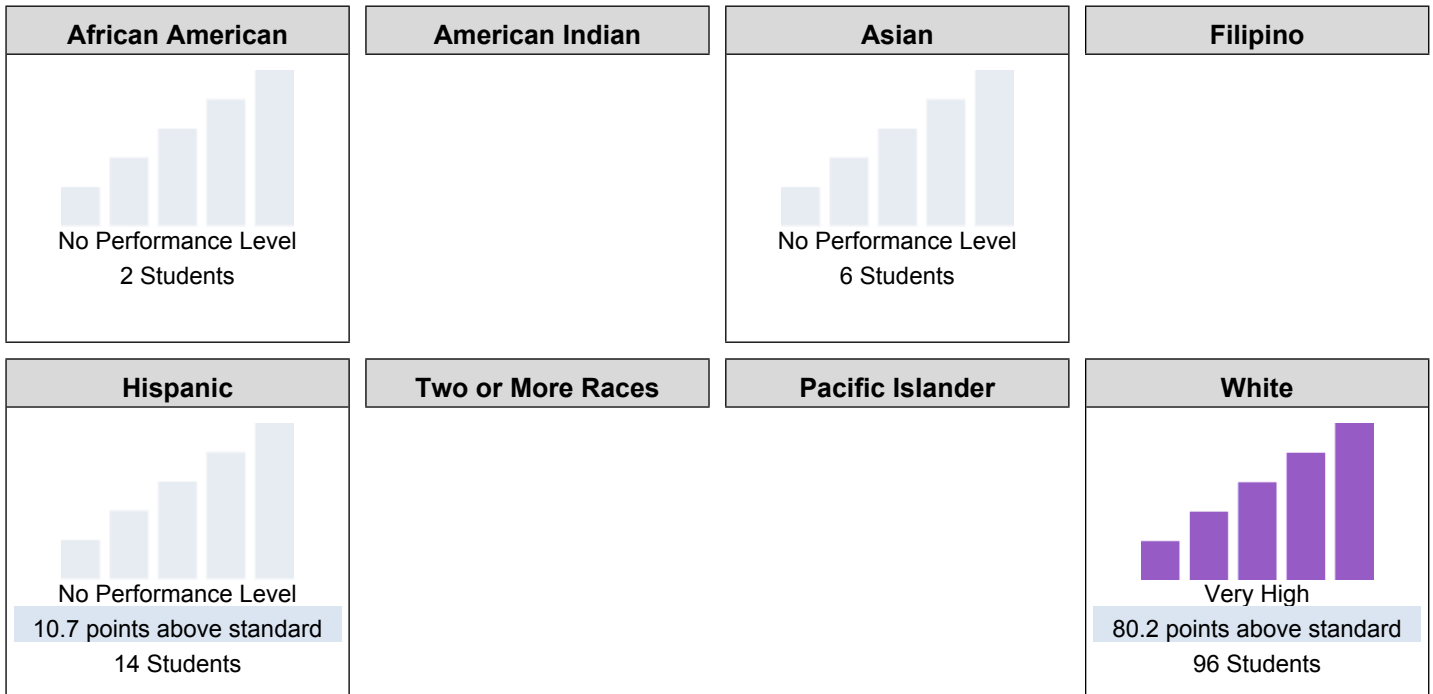 African American
American Indian
Asian
Filipino
No Performance Level
2 Students
No Performance Level
6 Students
Hispanic
Two or More Races
Pacific Islander
White
No Performance Level
10.7 points above standard
14 Students
Very High
80.2 points above standard
96 Students